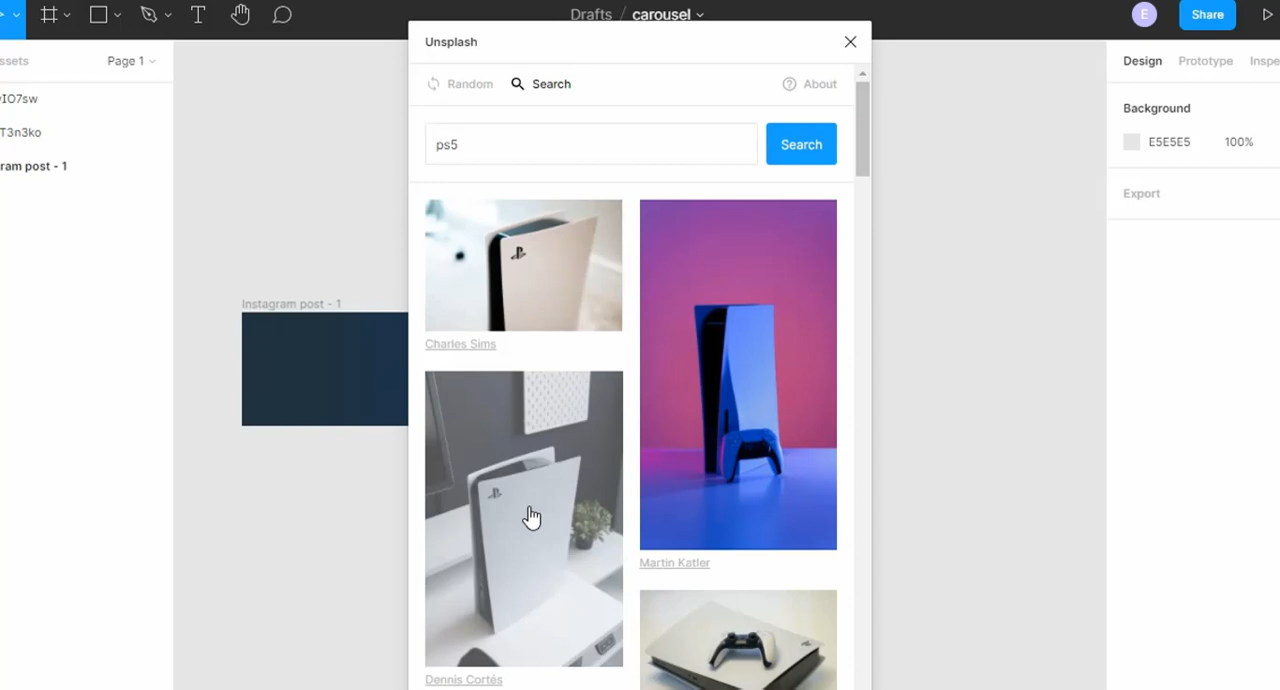 Drafts / carousel
E
Share
ssets
Page 1
Unsplash
Design
Prototype
Inspe
Random
Search
About
IO7sw
Background
T3n3ko
E5E5E5
100%
ps5
Search
ram post - 1
Export
Instagram post - 1
Charles Sims
Martin Katler
Dennis Cortés